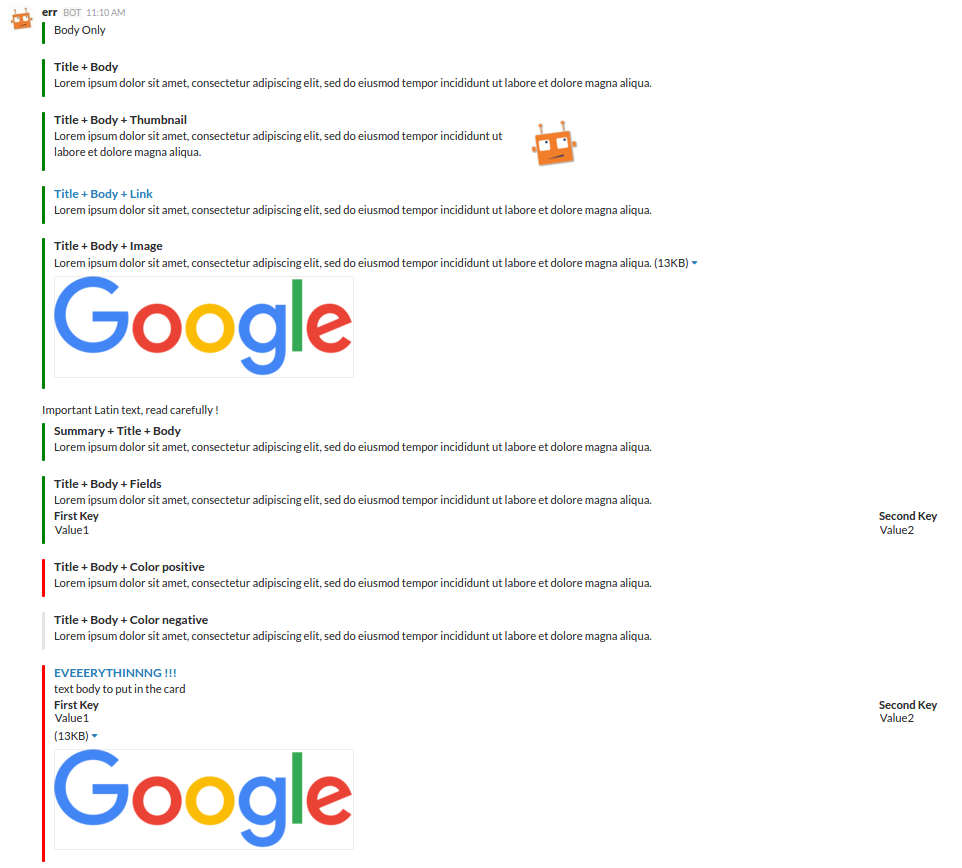 err BOT 11:10 AM
Body Only
Title + Body
Lorem ipsum dolor sit amet, consectetur adipiscing elit, sed do eiusmod tempor incididunt ut labore et dolore magna aliqua.
Title + Body + Thumbnail
Lorem ipsum dolor sit amet, consectetur adipiscing elit, sed do eiusmod tempor incididunt ut
labore et dolore magna aliqua.
Title + Body + Link
Lorem ipsum dolor sit amet, consectetur adipiscing elit, sed do eiusmod tempor incididunt ut labore et dolore magna aliqua.
Title + Body + Image
Lorem ipsum dolor sit amet, consectetur adipiscing elit, sed do eiusmod tempor incididunt ut labore et dolore magna aliqua. (13KB)
Google
Important Latin text, read carefully !
Summary + Title + Body
Lorem ipsum dolor sit amet, consectetur adipiscing elit, sed do eiusmod tempor incididunt ut labore et dolore magna aliqua.
Title + Body + Fields
Lorem ipsum dolor sit amet, consectetur adipiscing elit, sed do eiusmod tempor incididunt ut labore et dolore magna aliqua.
First Key Second Key
Value1 Value2
Title + Body + Color positive
Lorem ipsum dolor sit amet, consectetur adipiscing elit, sed do eiusmod tempor incididunt ut labore et dolore magna aliqua.
Title + Body + Color negative
Lorem ipsum dolor sit amet, consectetur adipiscing elit, sed do eiusmod tempor incididunt ut labore et dolore magna aliqua.
EVEEERYTHINNNG !!!
text body to put in the card
First Key Second Key
Value1 Value2
(13KB)
Google